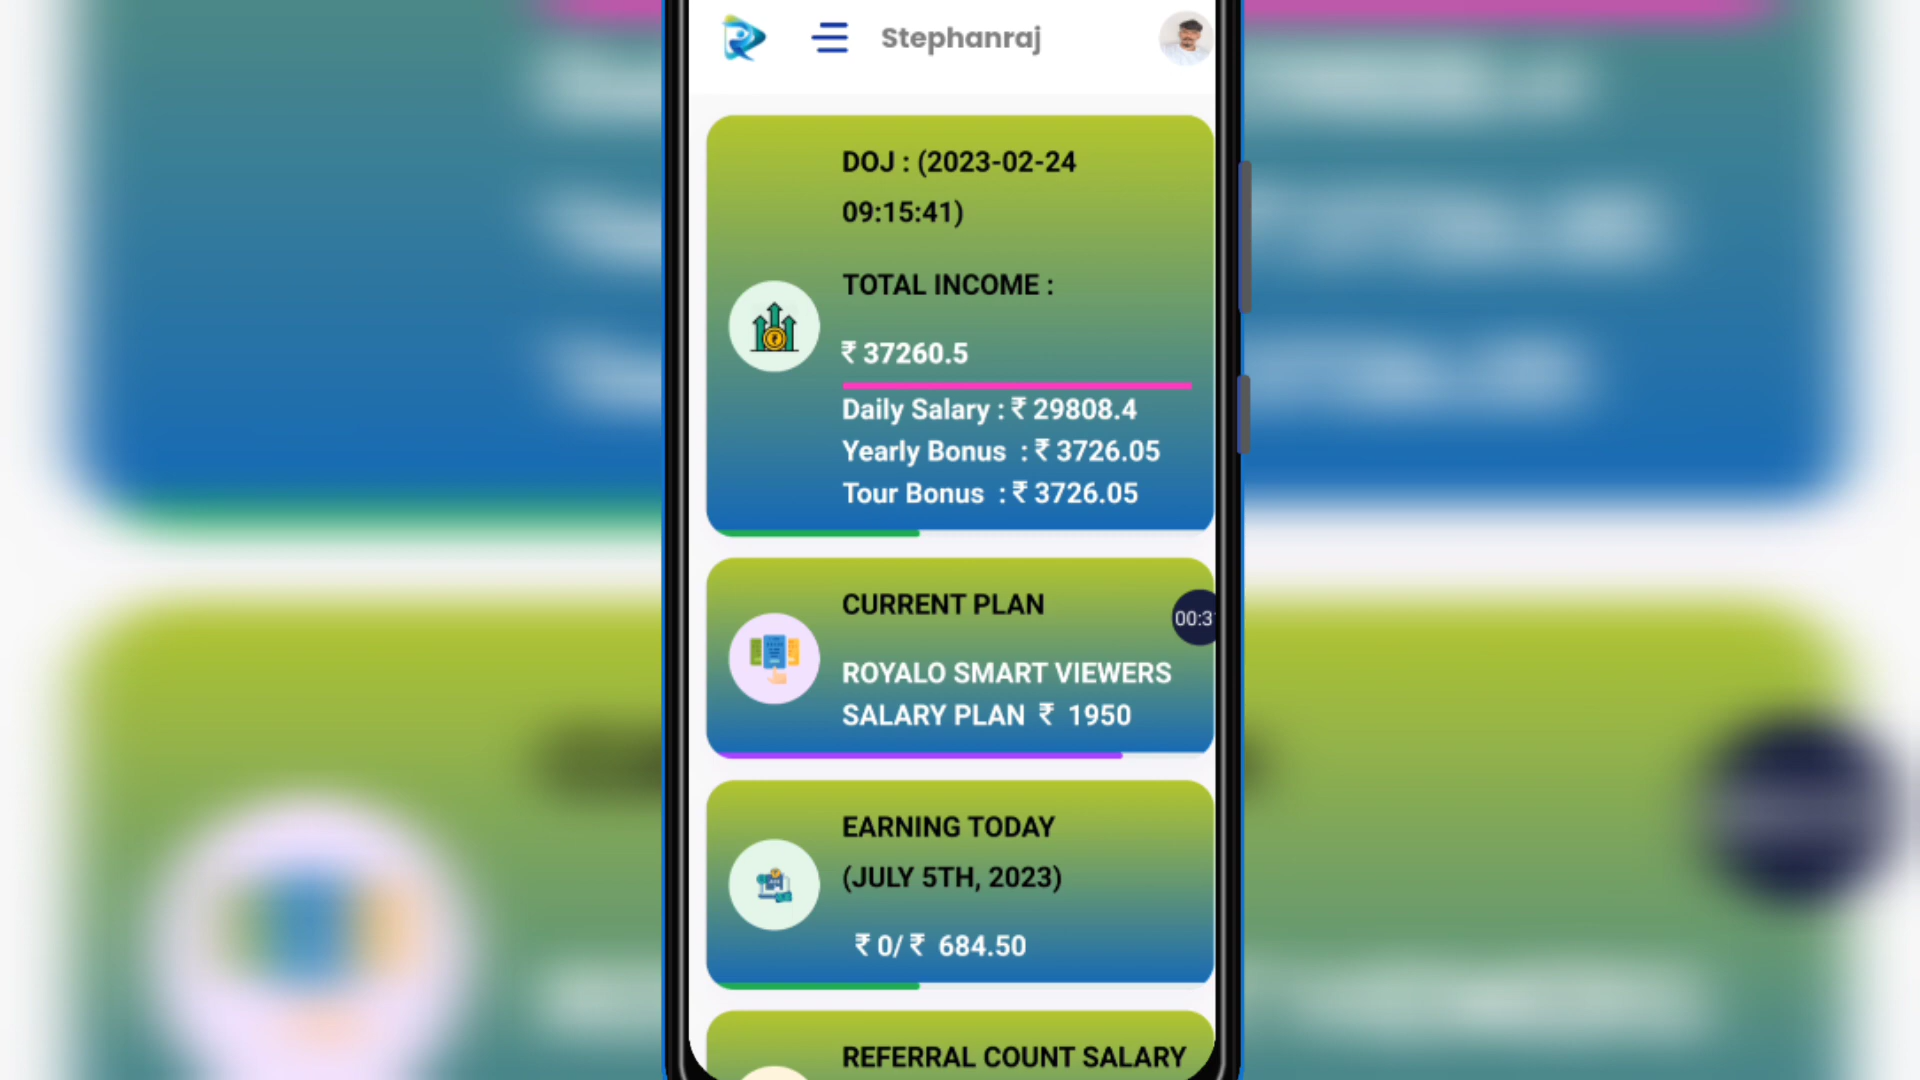 Stephanraj
DOJ : (2023-02-24
09:15:41)
TOTAL INCOME :
₹ 37260.5
Daily Salary : ₹ 29808.4
Yearly Bonus : ₹ 3726.05
Tour Bonus : ₹ 3726.05
CURRENT PLAN
00:3
ROYALO SMART VIEWERS
SALARY PLAN ₹ 1950
EARNING TODAY
(JULY 5TH, 2023)
₹ 0/ ₹ 684.50
REFERRAL COUNT SALARY